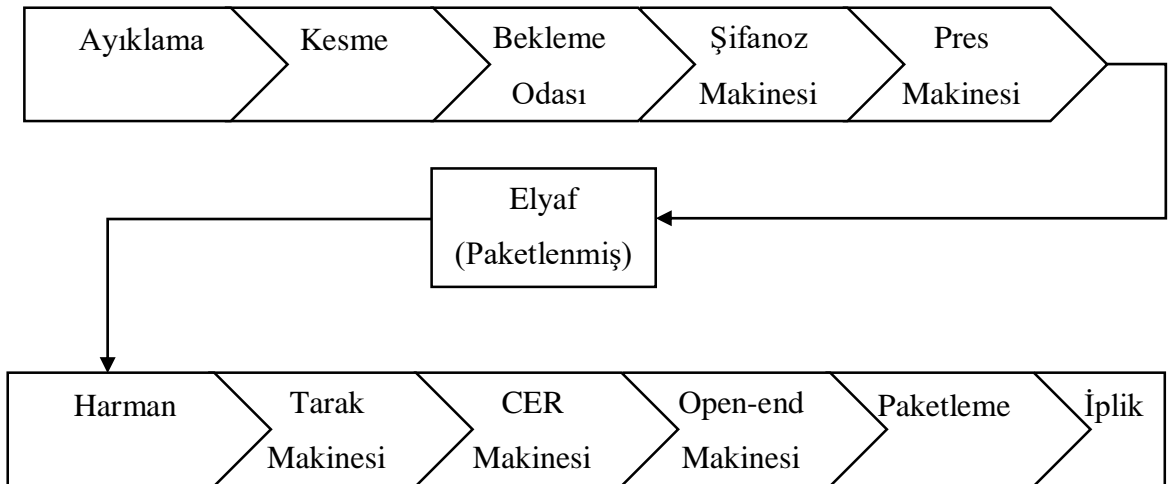 Ayıklama
Kesme
Bekleme
Odası
Şifanoz
Makinesi
Pres
Makinesi
Elyaf
(Paketlenmiş)
Harman
Tarak
Makinesi
CER
Makinesi
Open-end
Makinesi
Paketleme
İplik